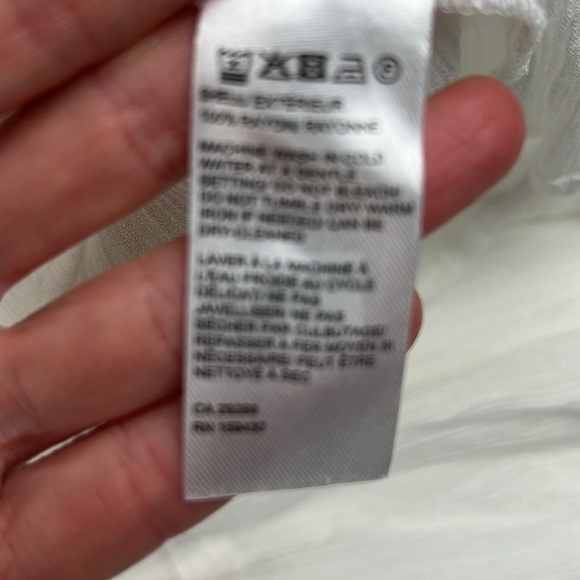 SHELL/EXTÉRIEUR
100% RAYON/ RAYONNE
MACHINE WASH IN COLD
WATER AT A GENTLE
SETTING/ DO NOT BLEACH/
DO NOT TUMBLE DRY/ WARM
IRON IF NEEDED/ CAN BE
DRY-CLEANED
LAVER À LA MACHINE À
L'EAU FROIDE AU CYCLE
DÉLICAT/ NE PAS
JAVELLISER/ NE PAS
SÉCHER PAR CULBUTAGE/
REPASSER À FER MOYEN SI
NÉCESSAIRE/ PEUT ÊTRE
NETTOYÉ À SEC
CA
RN